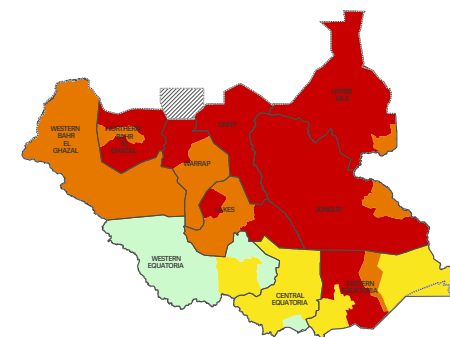 UPPER
NILE
WESTERN
BAHR
EL
GHAZAL
NORTHERN
BAHR
EL
GHAZAL
UNITY
WARRAP
LAKES
JONGLEI
WESTERN
EQUATORIA
CENTRAL
EQUATORIA
EASTERN
EQUATORIA